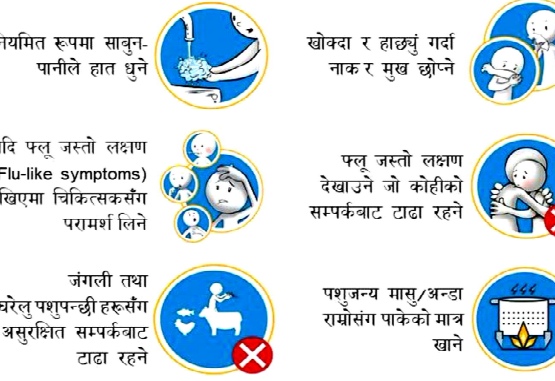 नियमित रूपमा साबुन-
पानीले हात धुने
खोक्दा र हाछ्युं गर्दा
नाक र मुख छोप्ने
यदि फ्लू जस्तो लक्षण
Flu-like symptoms)
चिकित्सकसँग
परामर्श लिने
फ्लू जस्तो लक्षण
देखाउने जो कोहीको
सम्पर्कबाट टाढा रहने
जंगली तथा
घरेलु पशुपन्छी हरूसँग
असुरक्षित सम्पर्कबाट
टाढा रहने
पशुजन्य मासु/अन्डा
राम्रोसंग पाकेको मात्र
खाने